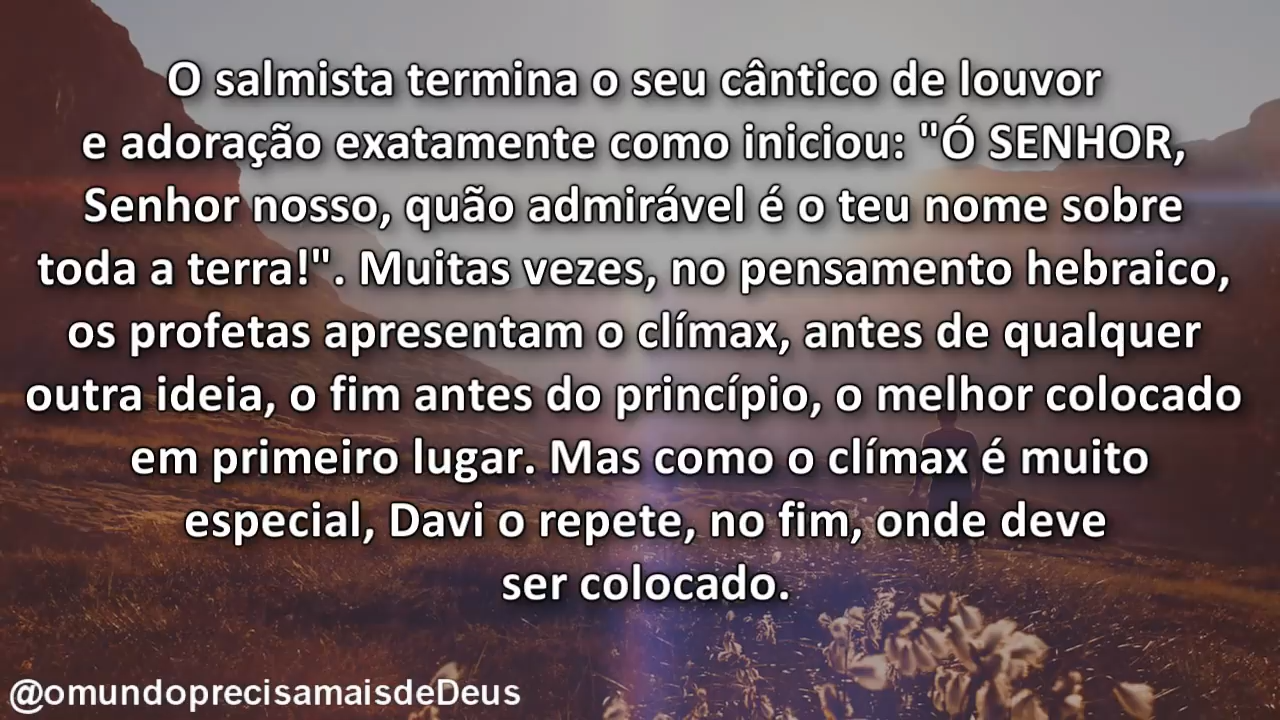 O salmista termina o seu cântico de louvor
e adoração exatamente como iniciou: "Ó SENHOR,
Senhor nosso, quão admirável é o teu nome sobre
toda a terra!". Muitas vezes, no pensamento hebraico,
os profetas apresentam o clímax, antes de qualquer
outra ideia, o fim antes do princípio, o melhor colocado
em primeiro lugar. Mas como o clímax é muito
especial, Davi o repete, no fim, onde deve
ser colocado.
@omundoprecisamaisdeDeus